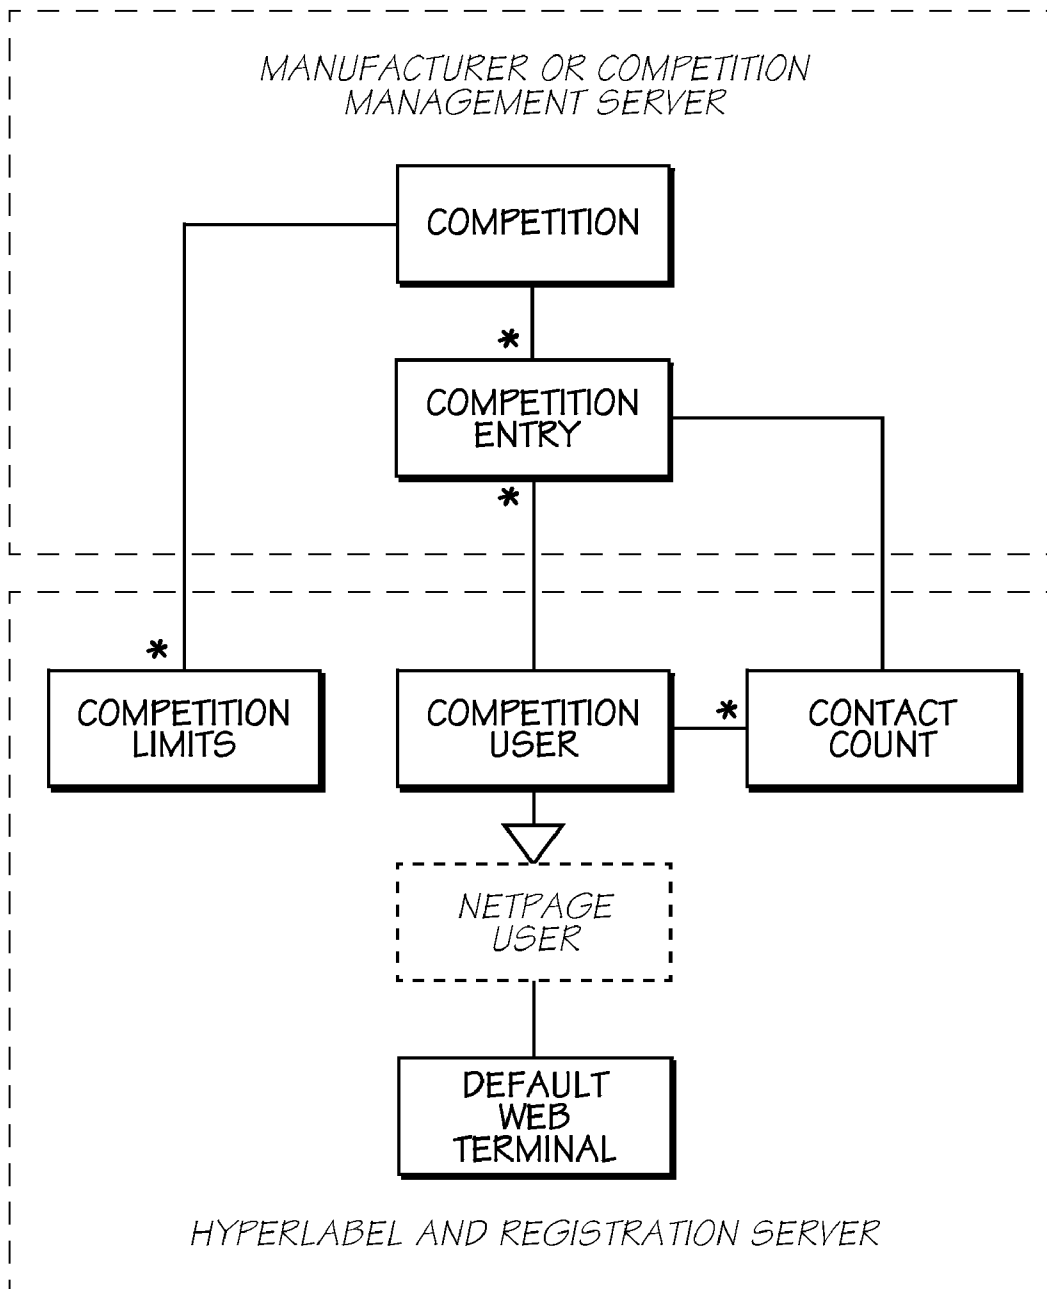 MANUFACTURER OR COMPETITION
MANAGEMENT SERVER
COMPETITION
*
COMPETITION
ENTRY
*
*
COMPETITION
LIMITS
COMPETITION
USER
*
CONTACT
COUNT
NETPAGE
USER
DEFAULT
WEB
TERMINAL
HYPERLABEL AND REGISTRATION SERVER